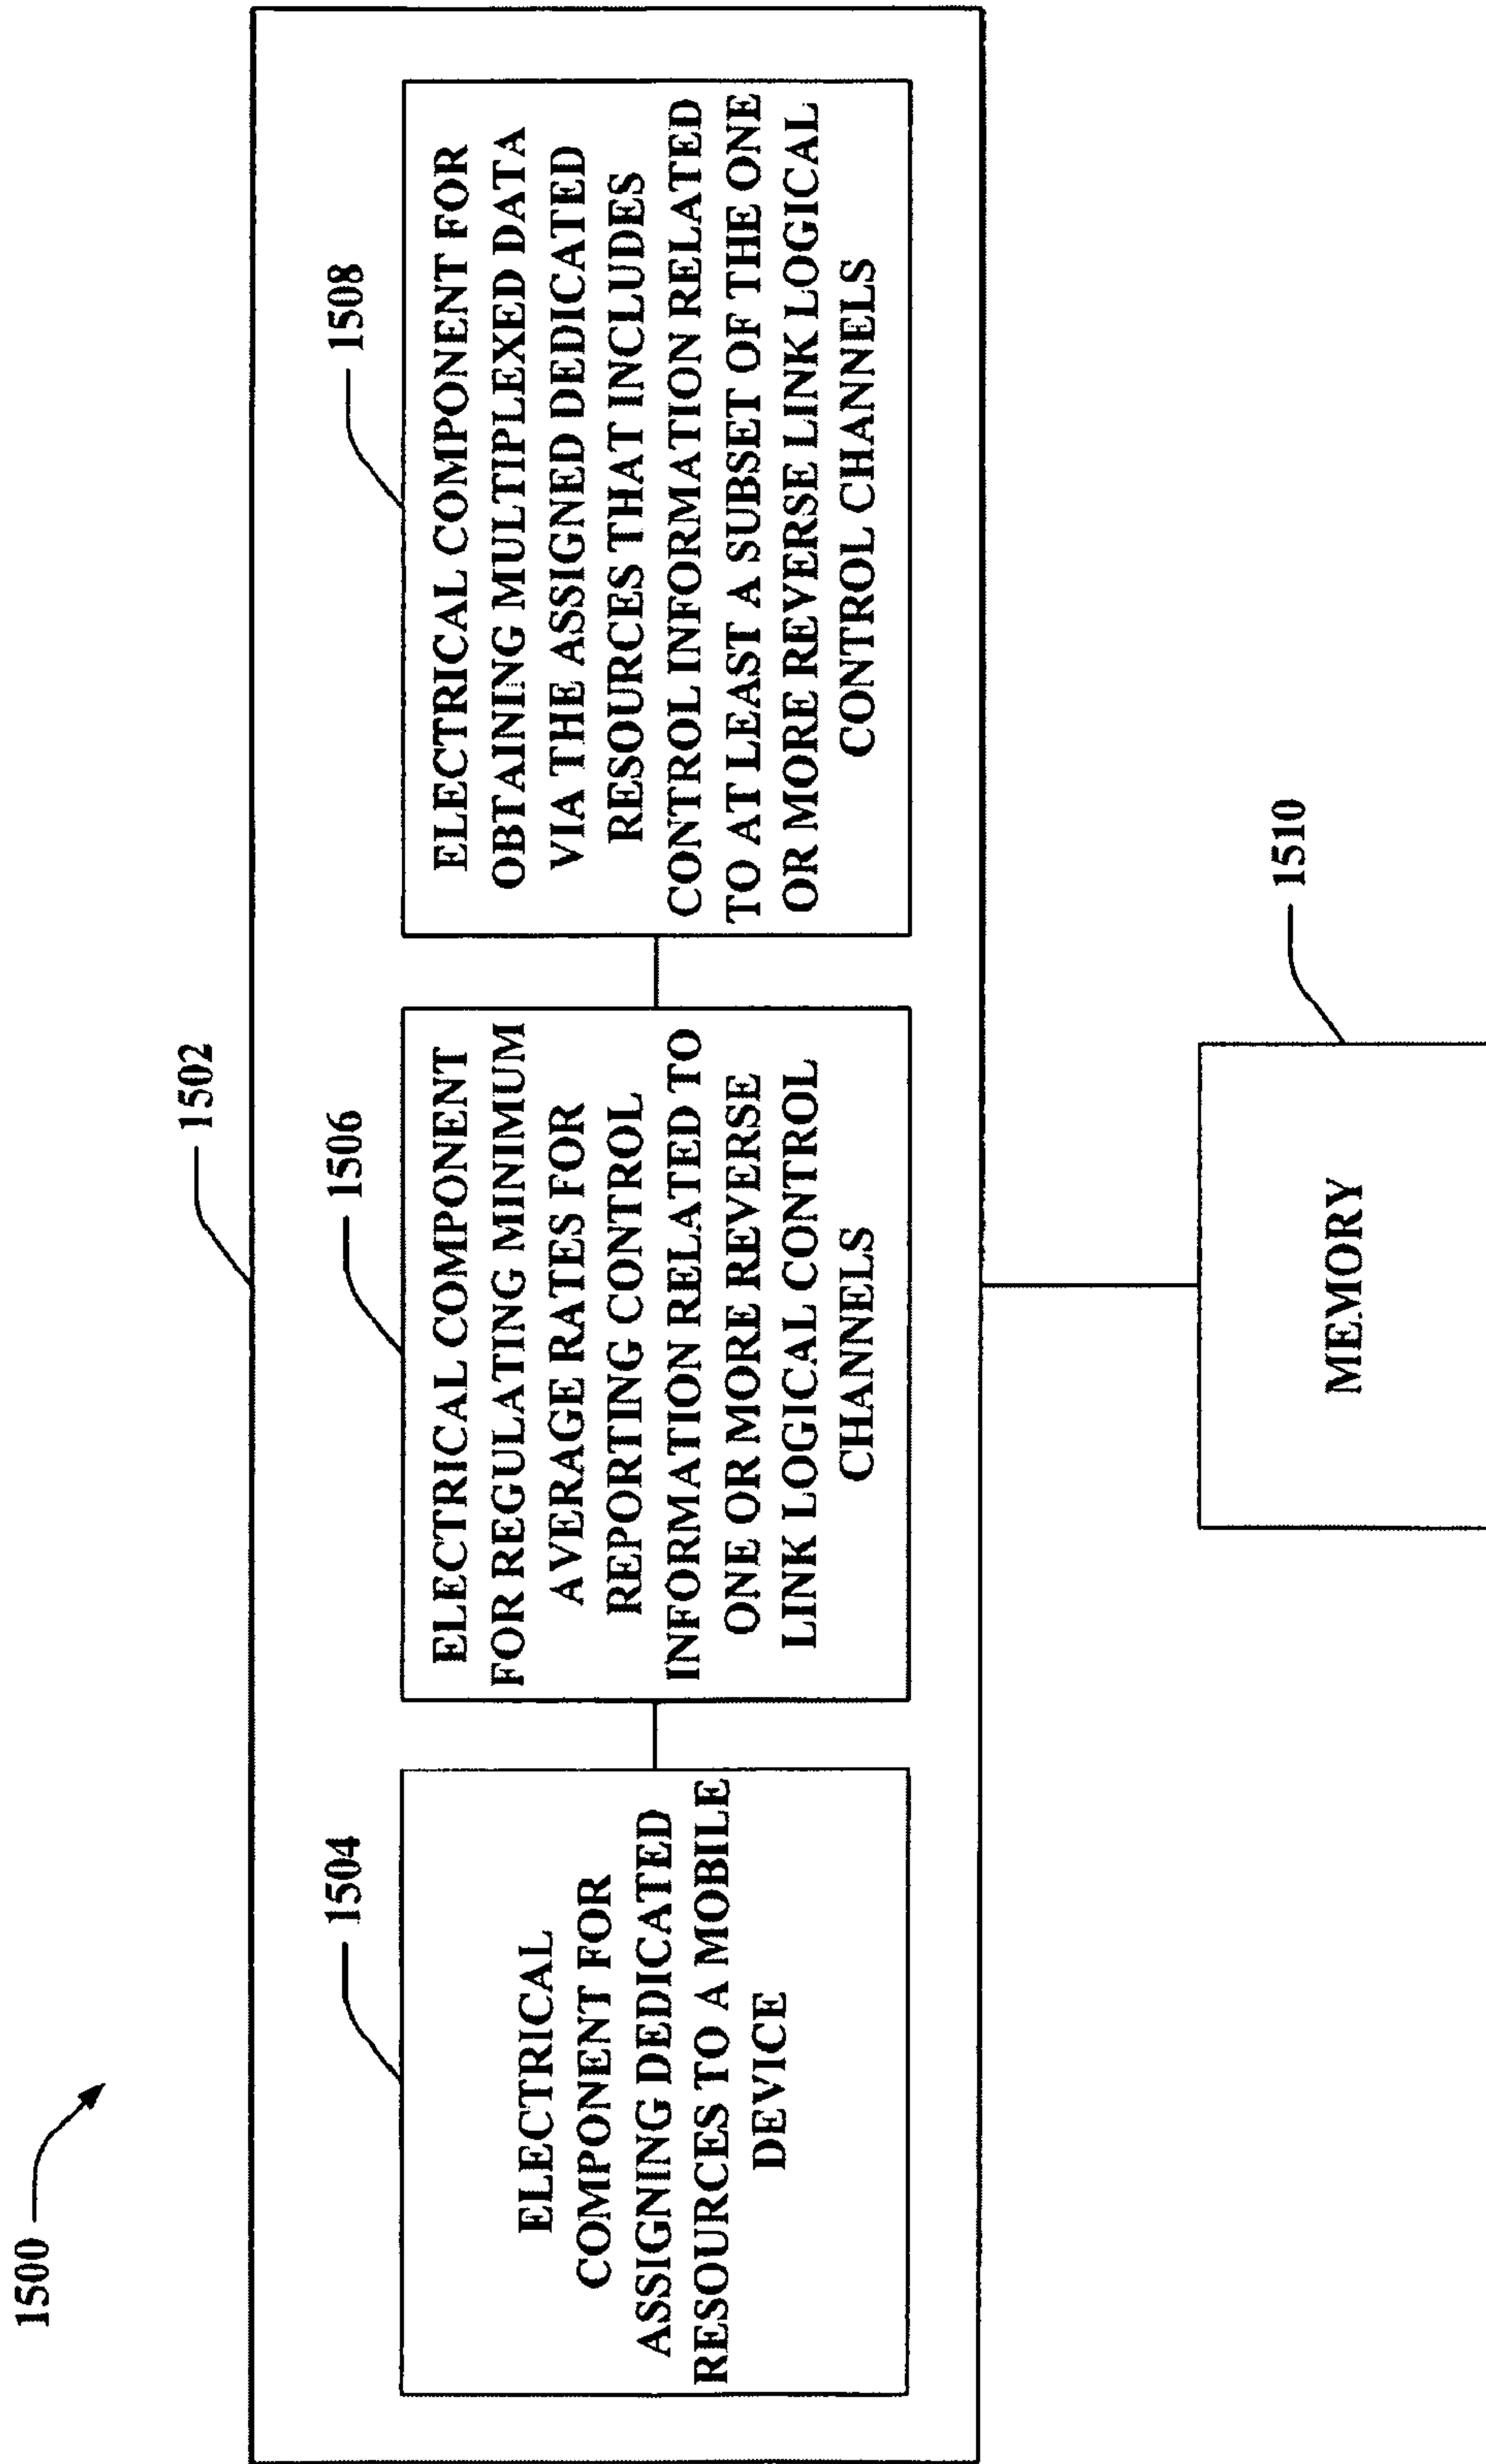 1500
1502
1504
ELECTRICAL
COMPONENT FOR
ASSIGNING DEDICATED
RESOURCES TO A MOBILE
DEVICE
1506
ELECTRICAL COMPONENT
FOR REGULATING MINIMUM
AVERAGE RATES FOR
REPORTING CONTROL
INFORMATION RELATED TO
ONE OR MORE REVERSE
LINK LOGICAL CONTROL
CHANNELS
1508
ELECTRICAL COMPONENT FOR
OBTAINING MULTIPLEXED DATA
VIA THE ASSIGNED DEDICATED
RESOURCES THAT INCLUDES
CONTROL INFORMATION RELATED
TO AT LEAST A SUBSET OF THE ONE
OR MORE REVERSE LINK LOGICAL
CONTROL CHANNELS
1510
MEMORY